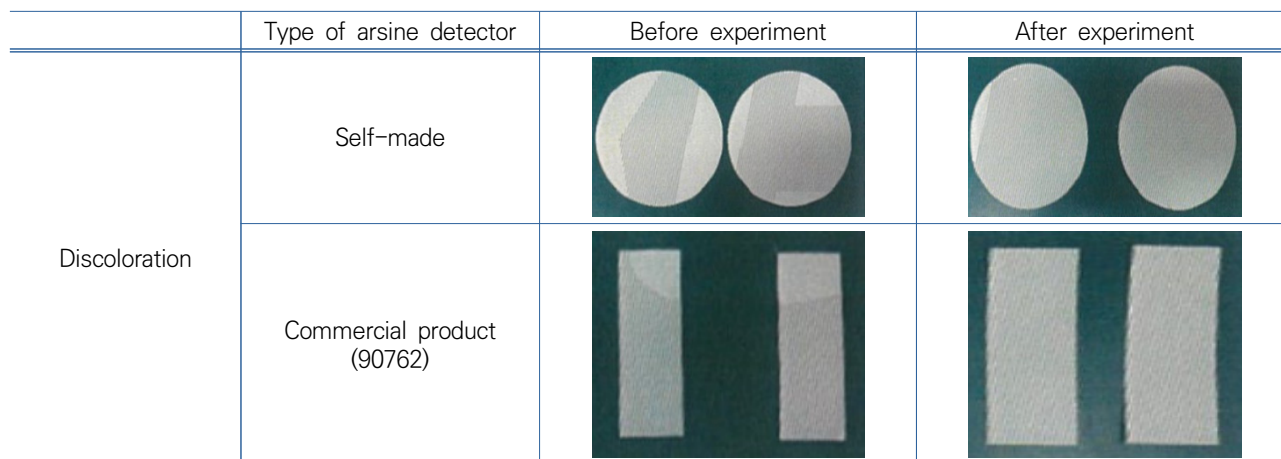 Type of arsine detector
Before experiment
After experiment
Discoloration
Self-made
Commercial product
(90762)